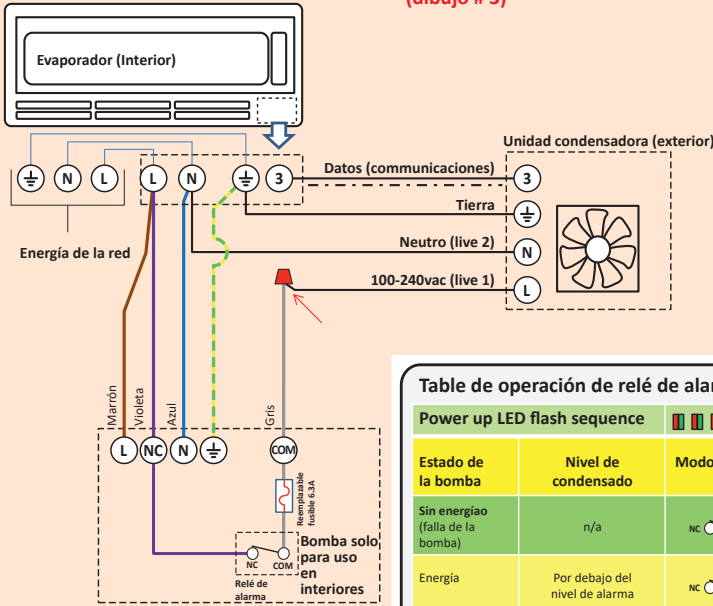 (dibujo # 3)
Evaporador (Interior)
Unidad condensadora (exterior)
N
L
L
N
3
Datos (communicaciones)
3
Tierra
Neutro (live 2)
N
100-240vac (live 1)
L
Energía de la red
Marrón
Violeta
Azul
Gris
L
NC
N
COM
Reemplazable
fusible 6.3A
NC
COM
Relé de
alarma
Bomba solo
para uso
en
interiores
Table de operación de relé de alar
Power up LED flash sequence
Estado de
la bomba
Nivel de
condensado
Modo
Sin energíao
(falla de la
bomba)
n/a
NC
Energía
Por debajo del
nivel de alarma
NC